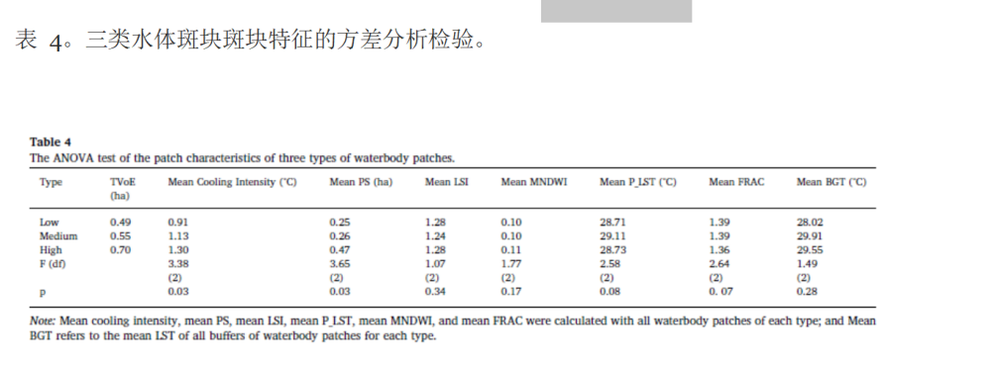 表 4。三类水体斑块斑块特征的方差分析检验。
Table 4
The ANOVA test of the patch characteristics of three types of waterbody patches.
Type TVoE (ha) Mean Cooling Intensity (°C) Mean PS (ha) Mean LSI Mean MNDWI Mean P_LST (°C) Mean FRAC Mean BGT (°C)
Low 0.49 0.91 0.25 1.28 0.10 28.71 1.39 28.02
Medium 0.55 1.13 0.26 1.24 0.10 29.11 1.39 29.91
High 0.70 1.30 0.47 1.28 0.11 28.73 1.36 29.55
F (df) 3.38 3.65 1.07 1.77 2.58 2.64 1.49
(2) (2) (2) (2) (2) (2) (2)
p 0.03 0.03 0.34 0.17 0.08 0. 07 0.28
Note: Mean cooling intensity, mean PS, mean LSI, mean P_LST, mean MNDWI, and mean FRAC were calculated with all waterbody patches of each type; and Mean
BGT refers to the mean LST of all buffers of waterbody patches for each type.